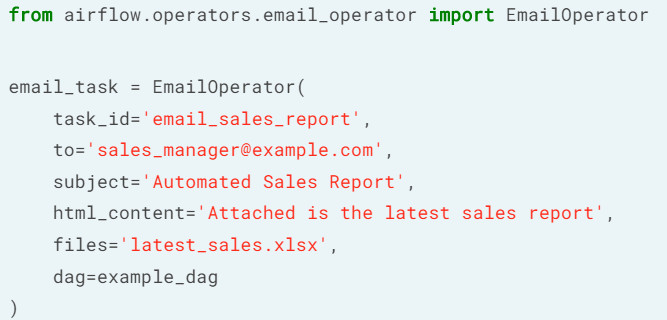 from airflow.operators.email_operator import EmailOperator
email_task = EmailOperator(
    task_id='email_sales_report',
    to='sales_manager@example.com',
    subject='Automated Sales Report',
    html_content='Attached is the latest sales report',
    files='latest_sales.xlsx',
    dag=example_dag
)